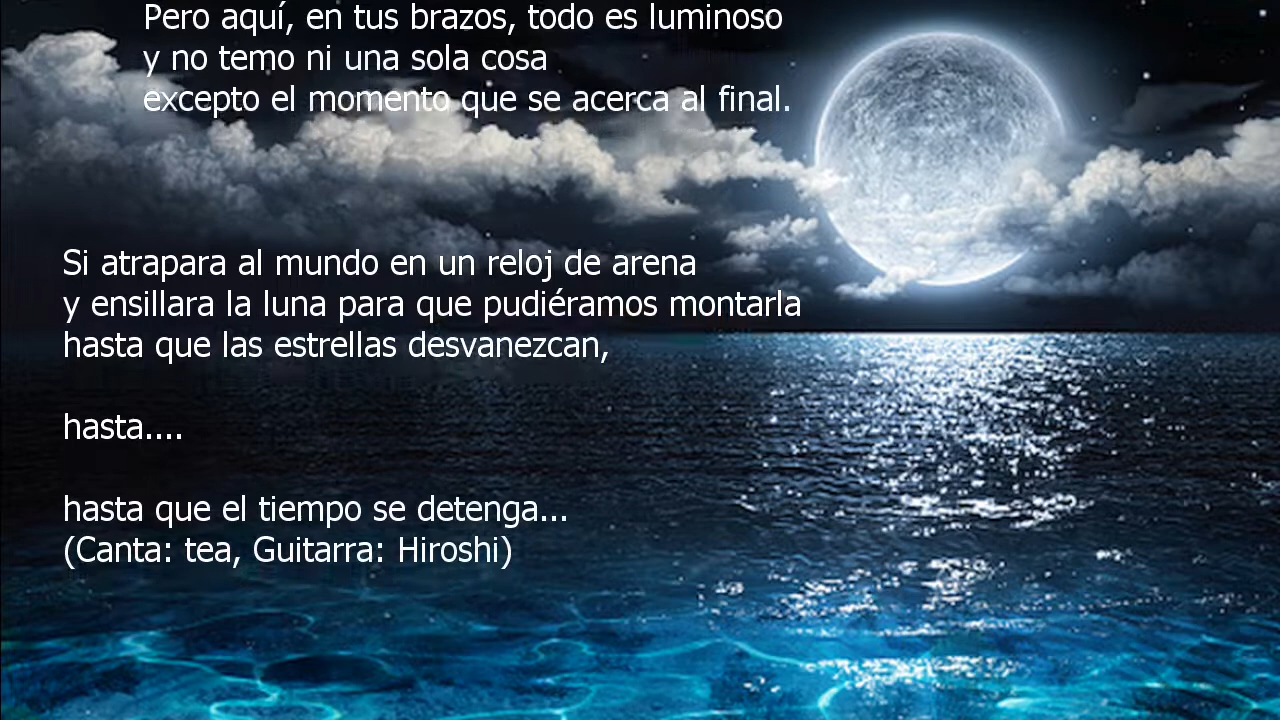 Pero aquí, en tus brazos, todo es luminoso
y no temo ni una sola cosa
excepto el momento que se acerca al final.
Si atrapara al mundo en un reloj de arena
y ensillara la luna para que pudiéramos montarla
hasta que las estrellas desvanezcan,
hasta....
hasta que el tiempo se detenga...
(Canta: tea, Guitarra: Hiroshi)